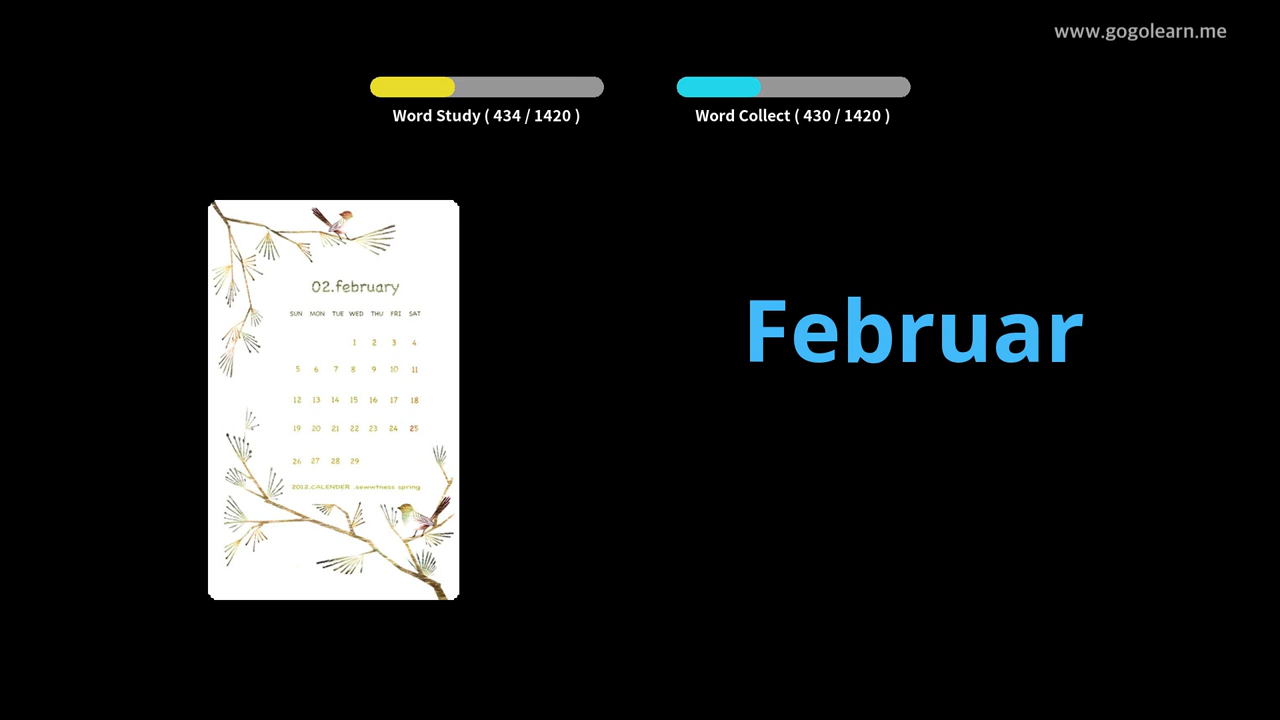 www.gogolearn.me
Word Study ( 434 / 1420 )
Word Collect ( 430 / 1420 )
02.february
SUN MON TUE WED THU FRI SAT
1 2 3 4
5 6 7 8 9 10 11
12 13 14 15 16 17 18
19 20 21 22 23 24 25
26 27 28 29
2012.CALENDER .sewwtness spring
Februar